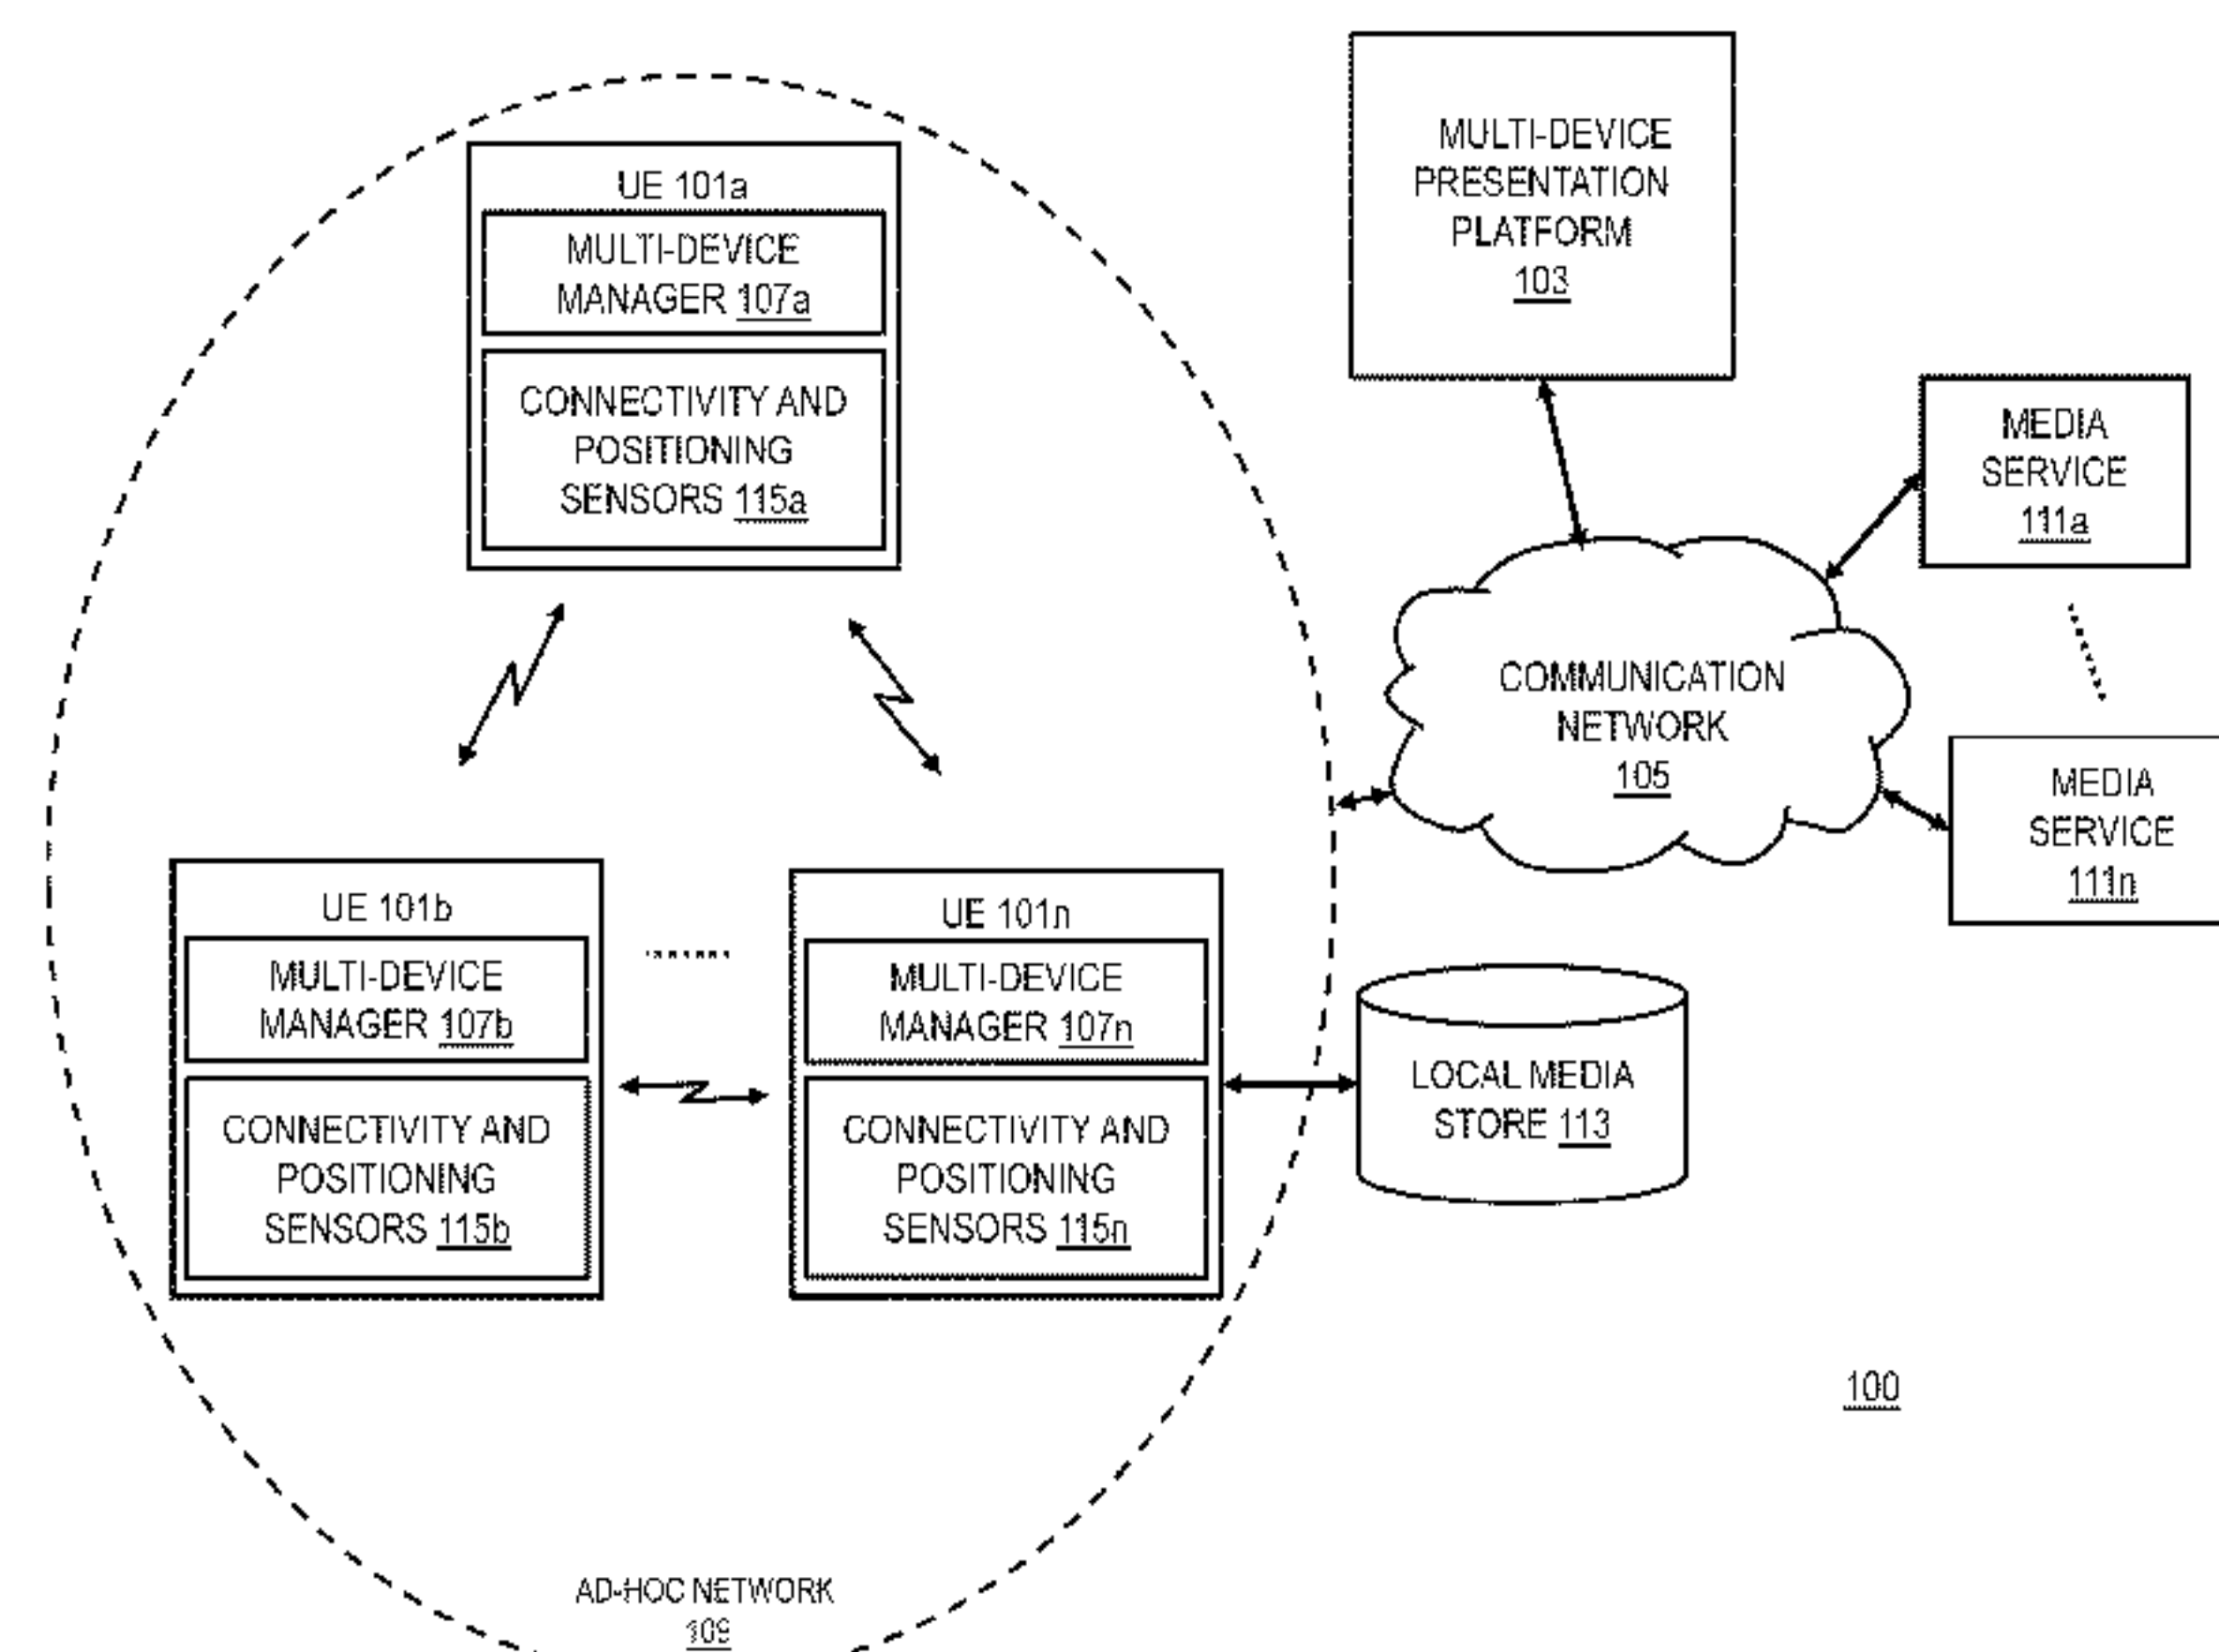 UE 101a
MULTI-DEVICE
MANAGER 107a
CONNECTIVITY AND
POSITIONING
SENSORS 115a
MULTI-DEVICE
PRESENTATION
PLATFORM
103
MEDIA
SERVICE
111a
COMMUNICATION
NETWORK
105
MEDIA
SERVICE
111n
UE 101b
MULTI-DEVICE
MANAGER 107b
CONNECTIVITY AND
POSITIONING
SENSORS 115b
UE 101n
MULTI-DEVICE
MANAGER 107n
CONNECTIVITY AND
POSITIONING
SENSORS 115n
LOCAL MEDIA
STORE 113
100
AD-HOC NETWORK
109